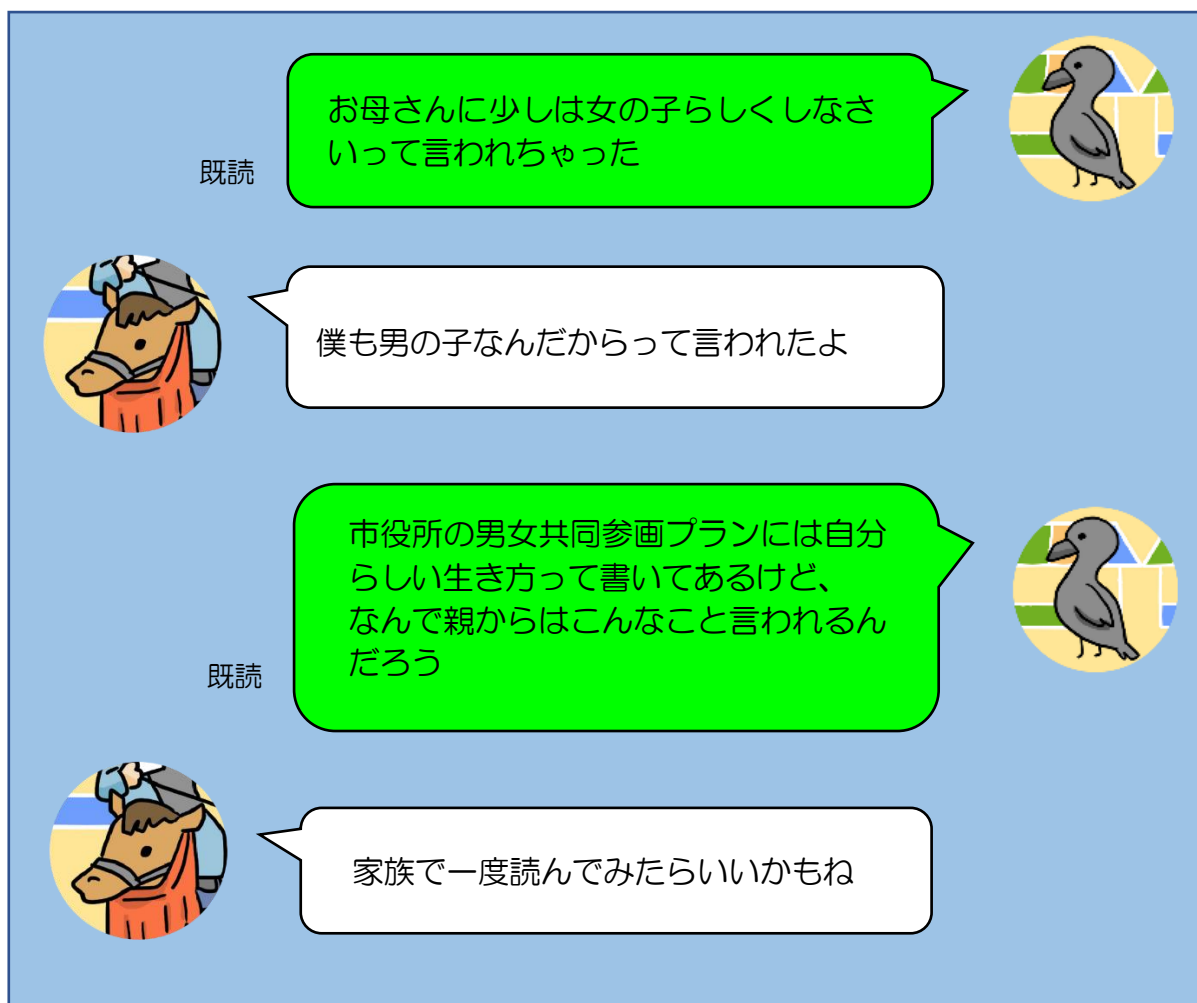 お母さんに少しは女の子らしくしなさ
いって言われちゃった
既読
僕も男の子なんだからって言われたよ
市役所の男女共同参画プランには自分
らしい生き方って書いてあるけど、
なんで親からはこんなこと言われるん
だろう
既読
家族で一度読んでみたらいいかもね